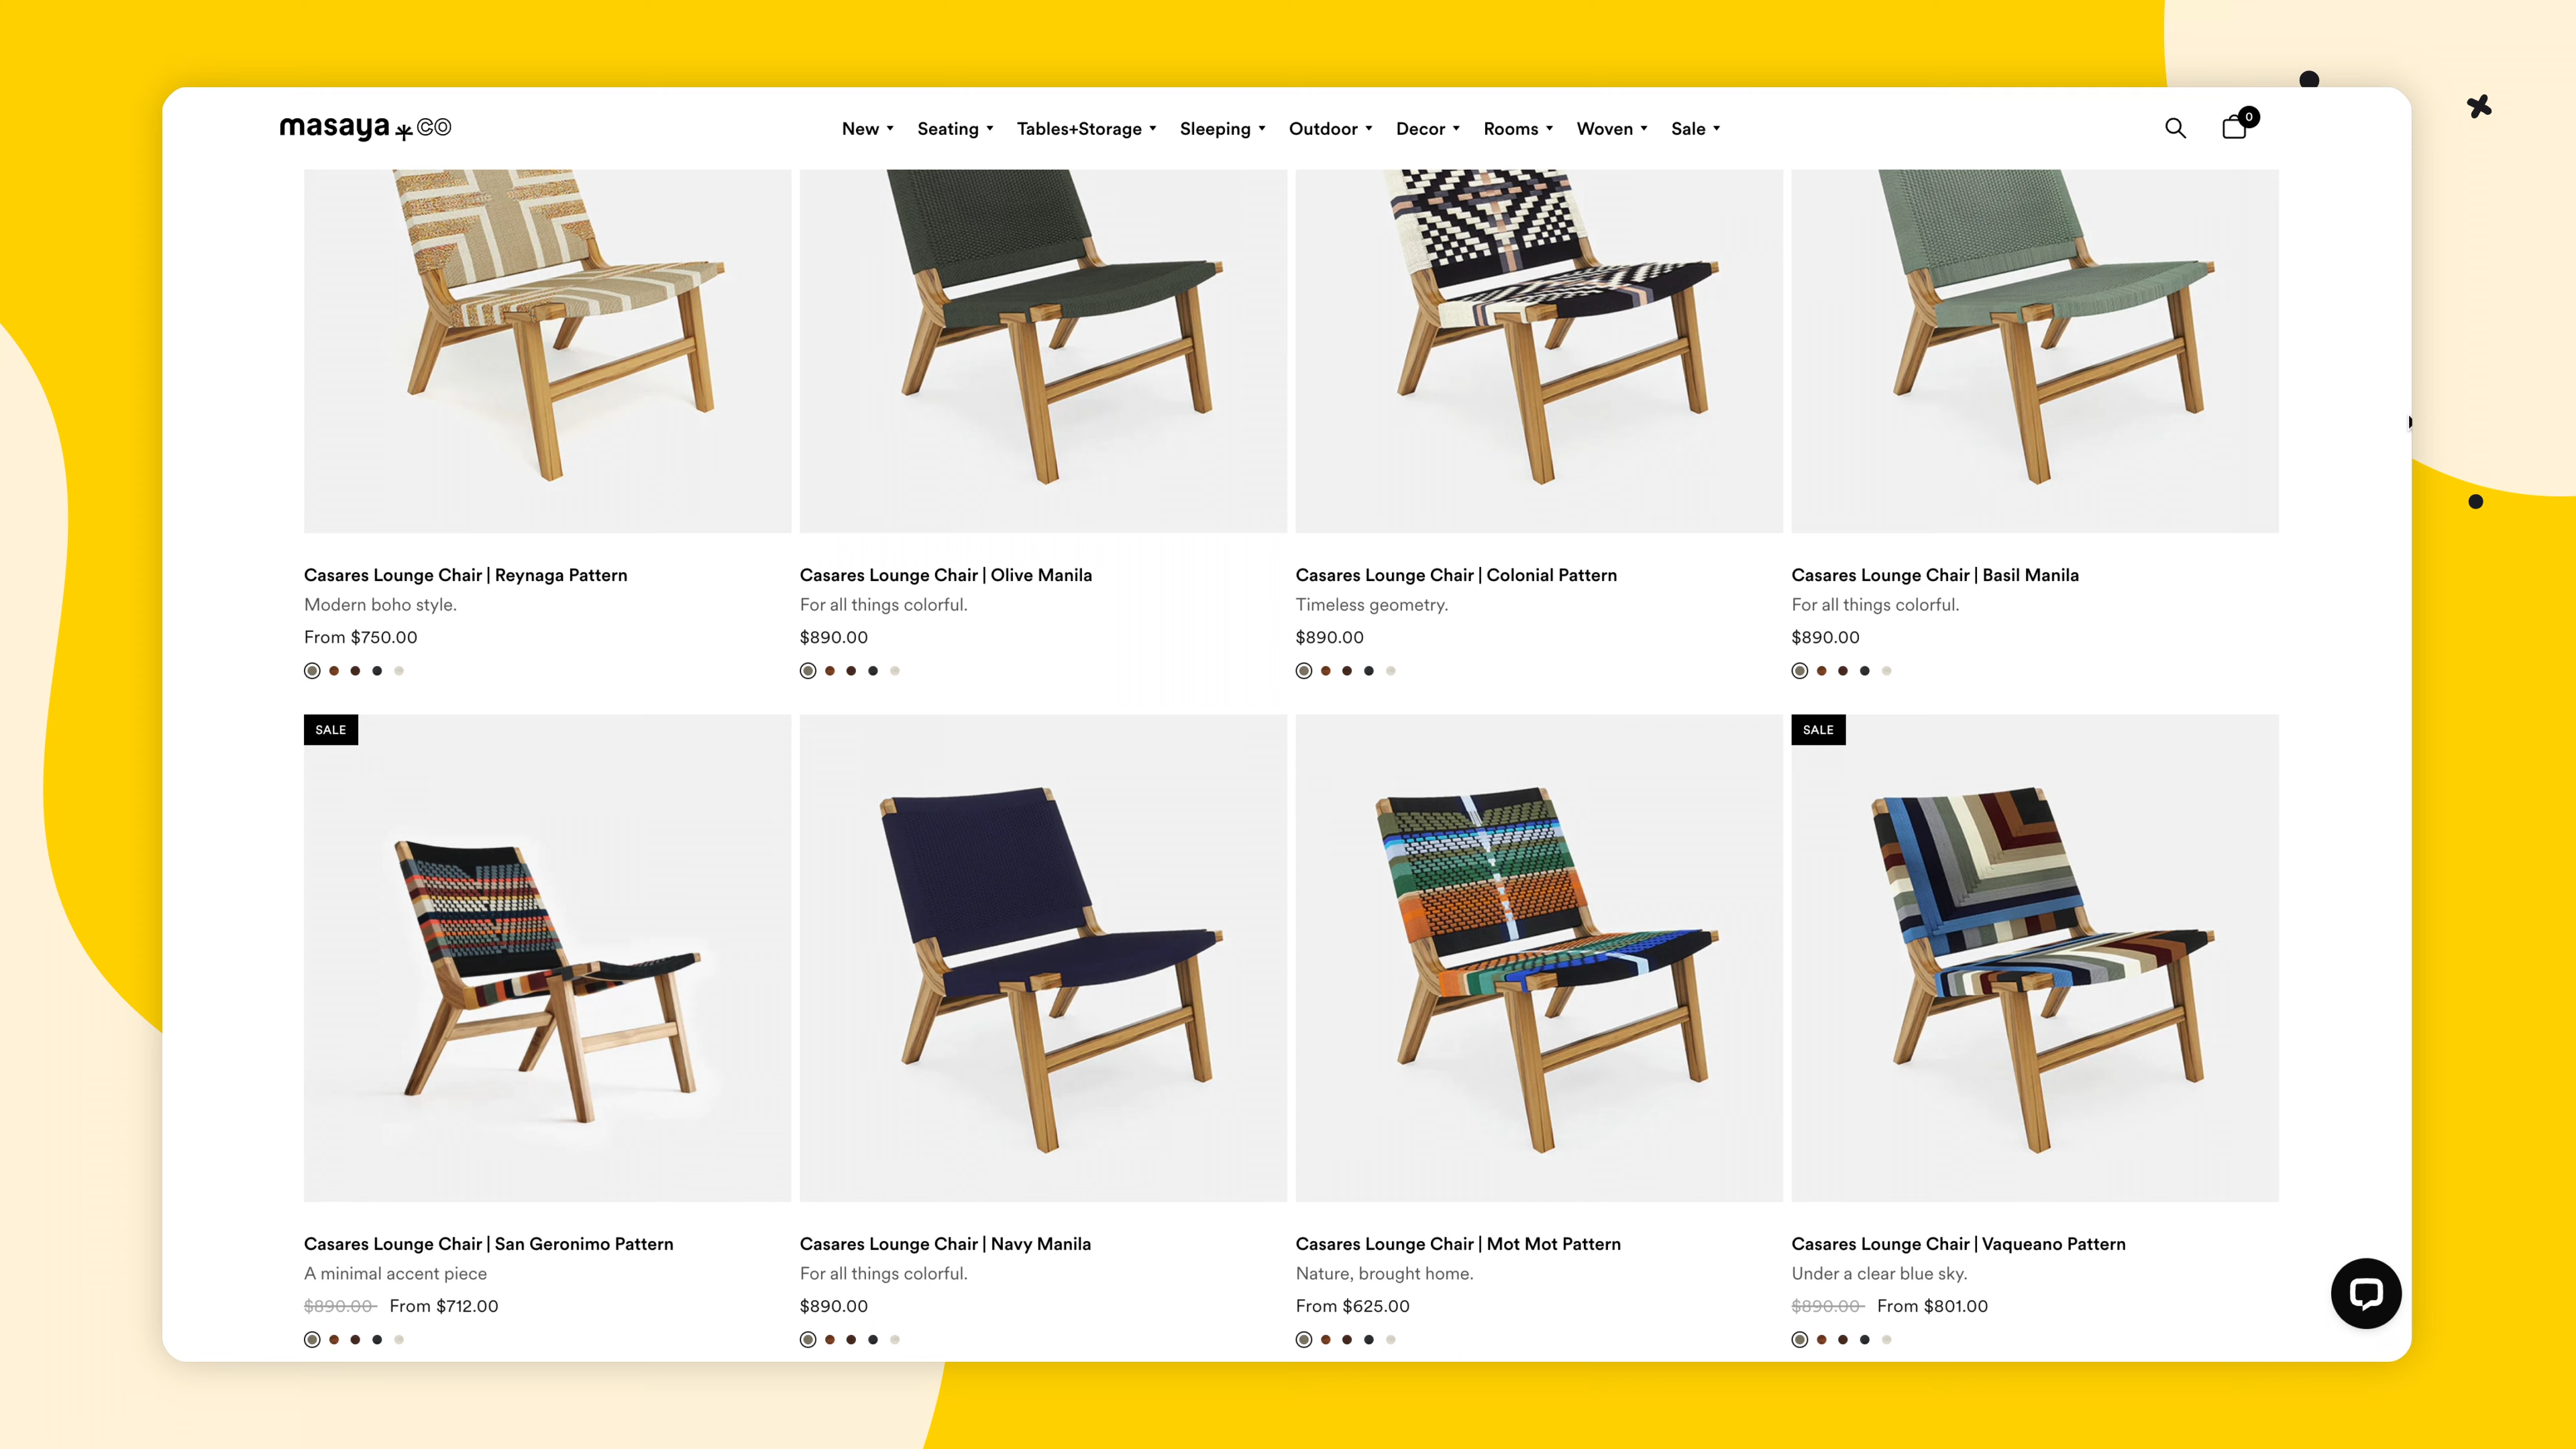 masaya co
New Seating Tables+Storage Sleeping Outdoor Decor Rooms Woven Sale
0
Casares Lounge Chair | Reynaga Pattern
Modern boho style.
From $750.00
Casares Lounge Chair | Olive Manila
For all things colorful.
$890.00
Casares Lounge Chair | Colonial Pattern
Timeless geometry.
$890.00
Casares Lounge Chair | Basil Manila
For all things colorful.
$890.00
SALE
Casares Lounge Chair | San Geronimo Pattern
A minimal accent piece
$890.00 From $712.00
Casares Lounge Chair | Navy Manila
For all things colorful.
$890.00
Casares Lounge Chair | Mot Mot Pattern
Nature, brought home.
From $625.00
SALE
Casares Lounge Chair | Vaqueano Pattern
Under a clear blue sky.
$890.00 From $801.00